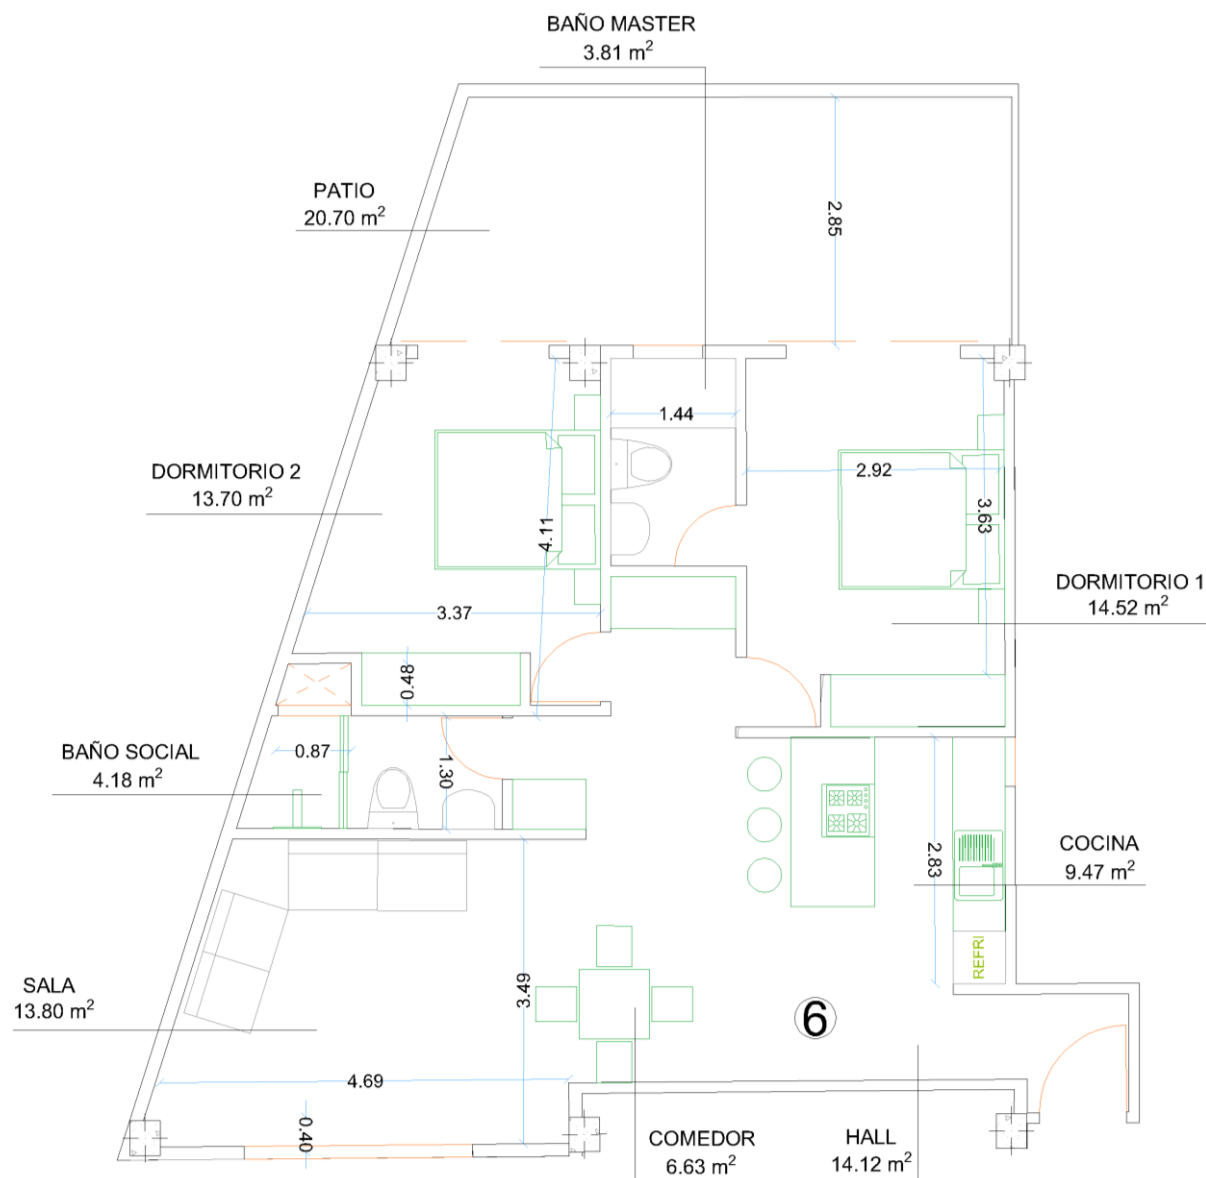 BAÑO MASTER
3.81 m²
PATIO
20.70 m²
2.85
1.44
2.92
DORMITORIO 2
13.70 m²
4.11
3.63
DORMITORIO 1
14.52 m²
3.37
0.48
BAÑO SOCIAL
4.18 m²
0.87
1.30
2.83
COCINA
9.47 m²
REFRI
SALA
13.80 m²
3.49
6
4.69
0.40
COMEDOR
6.63 m²
HALL
14.12 m²